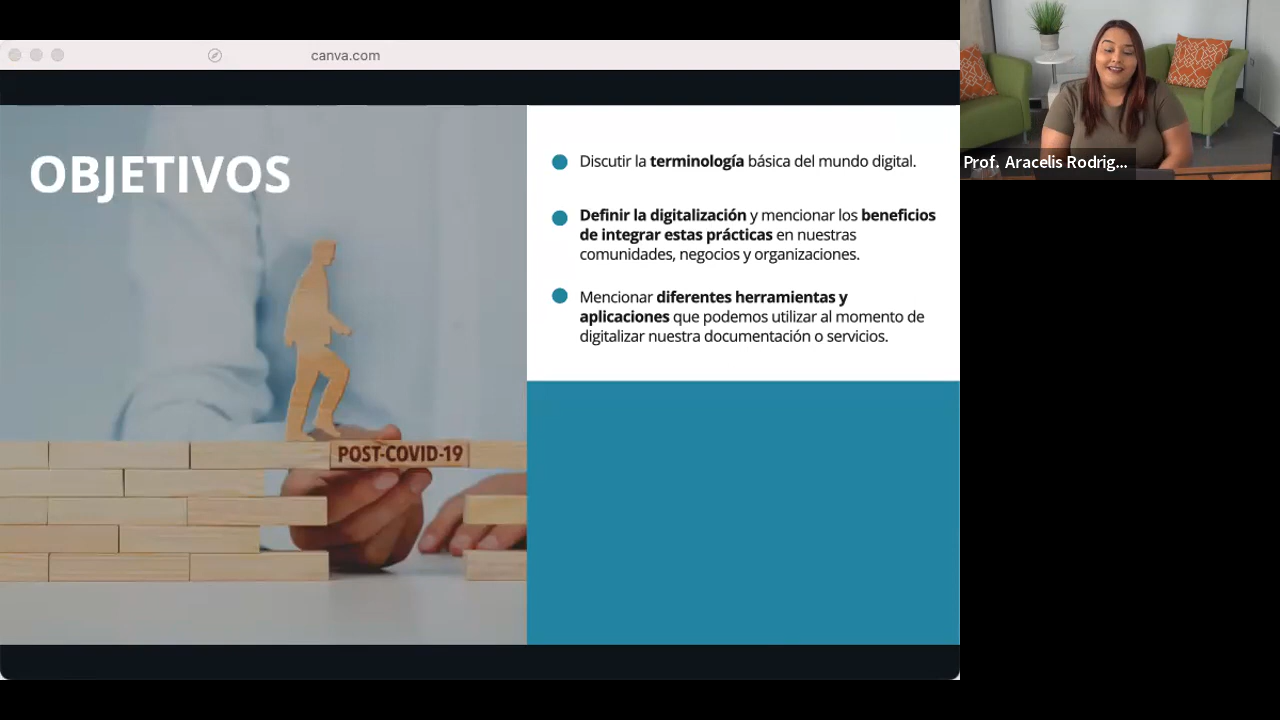 canva.com
OBJETIVOS
Discutir la terminología básica del mundo digital.
Definir la digitalización y mencionar los beneficios
de integrar estas prácticas en nuestras
comunidades, negocios y organizaciones.
Mencionar diferentes herramientas y
aplicaciones que podemos utilizar al momento de
digitalizar nuestra documentación o servicios.
POST-COVID-19
Prof. Aracelis Rodrig...